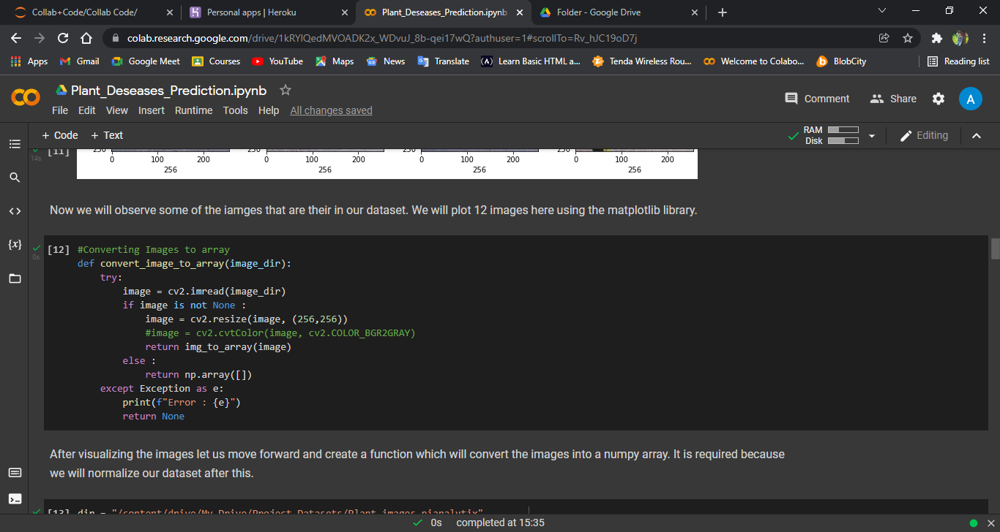 Collab+Code/Collab Code/
Personal apps | Heroku
Plant_Deseases_Prediction.ipynb
Folder - Google Drive
colab.research.google.com/drive/1kRYlQedMVOADK2x_WDvuJ_8b-qei17wQ?authuser=1#scrollTo=Rv_hJC19oD7j
Apps Gmail Google Meet Courses YouTube Maps News Translate Learn Basic HTML a... Tenda Wireless Rou... Welcome to Colabo... BlobCity Reading list
Plant_Deseases_Prediction.ipynb
Comment Share A
File Edit View Insert Runtime Tools Help All changes saved
+ Code + Text
RAM
Disk
Editing
[11] 250 250 250 250
14s
0 100 200 0 100 200 0 100 200 0 100 200
256 256 256 256
Now we will observe some of the iamges that are their in our dataset. We will plot 12 images here using the matplotlib library.
[12] #Converting Images to array
0s
def convert_image_to_array(image_dir):
try:
image = cv2.imread(image_dir)
if image is not None :
image = cv2.resize(image, (256,256))
#image = cv2.cvtColor(image, cv2.COLOR_BGR2GRAY)
return img_to_array(image)
else :
return np.array([])
except Exception as e:
print(f"Error : {e}")
return None
After visualizing the images let us move forward and create a function which will convert the images into a numpy array. It is required because
we will normalize our dataset after this.
[13] dir = "/content/drive/My Drive/Project Datasets/Plant_images_pianalytix"
0s completed at 15:35